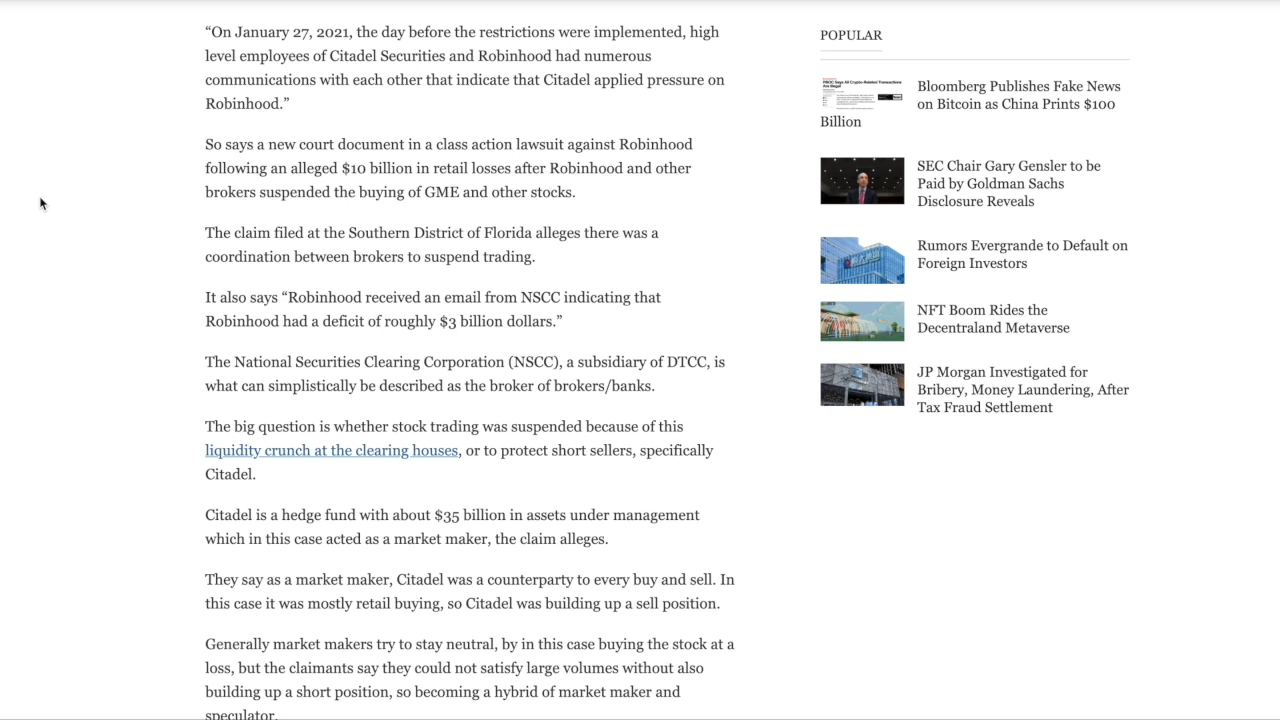 “On January 27, 2021, the day before the restrictions were implemented, high
level employees of Citadel Securities and Robinhood had numerous
communications with each other that indicate that Citadel applied pressure on
Robinhood.”
So says a new court document in a class action lawsuit against Robinhood
following an alleged $10 billion in retail losses after Robinhood and other
brokers suspended the buying of GME and other stocks.
The claim filed at the Southern District of Florida alleges there was a
coordination between brokers to suspend trading.
It also says “Robinhood received an email from NSCC indicating that
Robinhood had a deficit of roughly $3 billion dollars.”
The National Securities Clearing Corporation (NSCC), a subsidiary of DTCC, is
what can simplistically be described as the broker of brokers/banks.
The big question is whether stock trading was suspended because of this
liquidity crunch at the clearing houses, or to protect short sellers, specifically
Citadel.
Citadel is a hedge fund with about $35 billion in assets under management
which in this case acted as a market maker, the claim alleges.
They say as a market maker, Citadel was a counterparty to every buy and sell. In
this case it was mostly retail buying, so Citadel was building up a sell position.
Generally market makers try to stay neutral, by in this case buying the stock at a
loss, but the claimants say they could not satisfy large volumes without also
building up a short position, so becoming a hybrid of market maker and
speculator.
POPULAR
PBOC Says All Crypto-Related Transactions
Are Illegal
Bloomberg Publishes Fake News
on Bitcoin as China Prints $100
Billion
SEC Chair Gary Gensler to be
Paid by Goldman Sachs
Disclosure Reveals
Rumors Evergrande to Default on
Foreign Investors
NFT Boom Rides the
Decentraland Metaverse
JP Morgan Investigated for
Bribery, Money Laundering, After
Tax Fraud Settlement